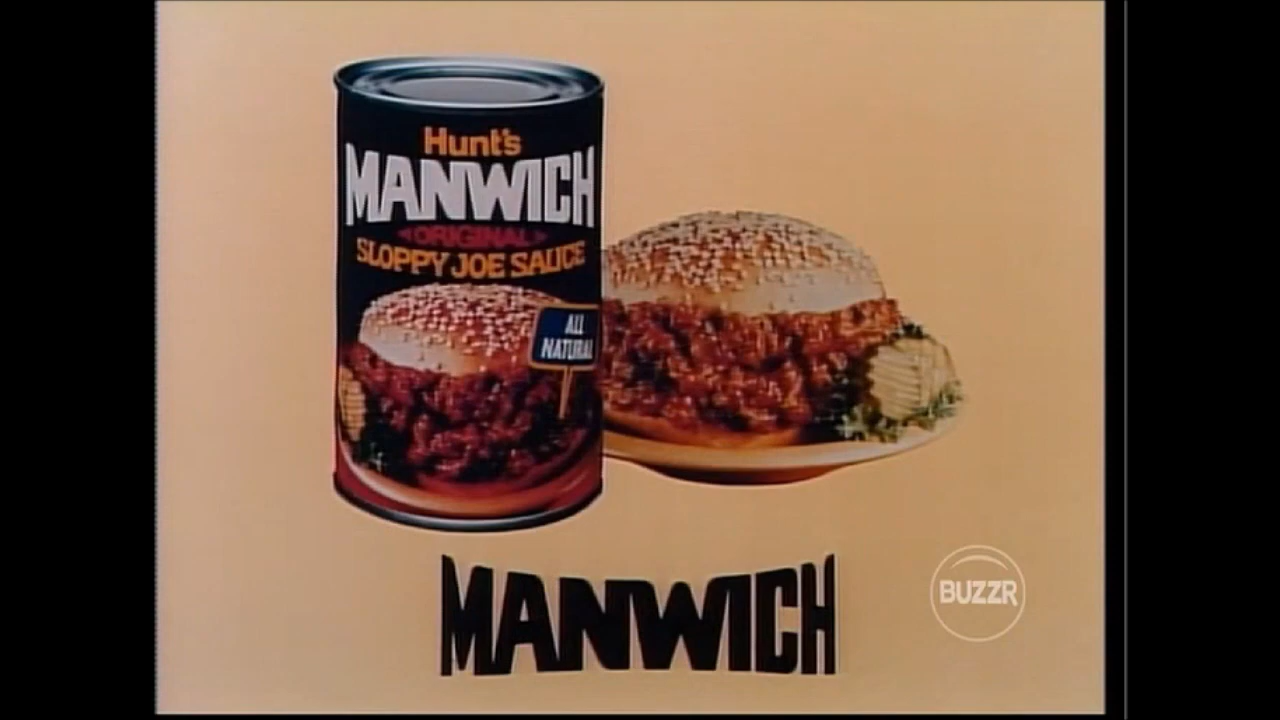 Hunt's
MANWICH
ORIGINAL
SLOPPY JOE SAUCE
ALL
NATURAL
MANWICH
BUZZR